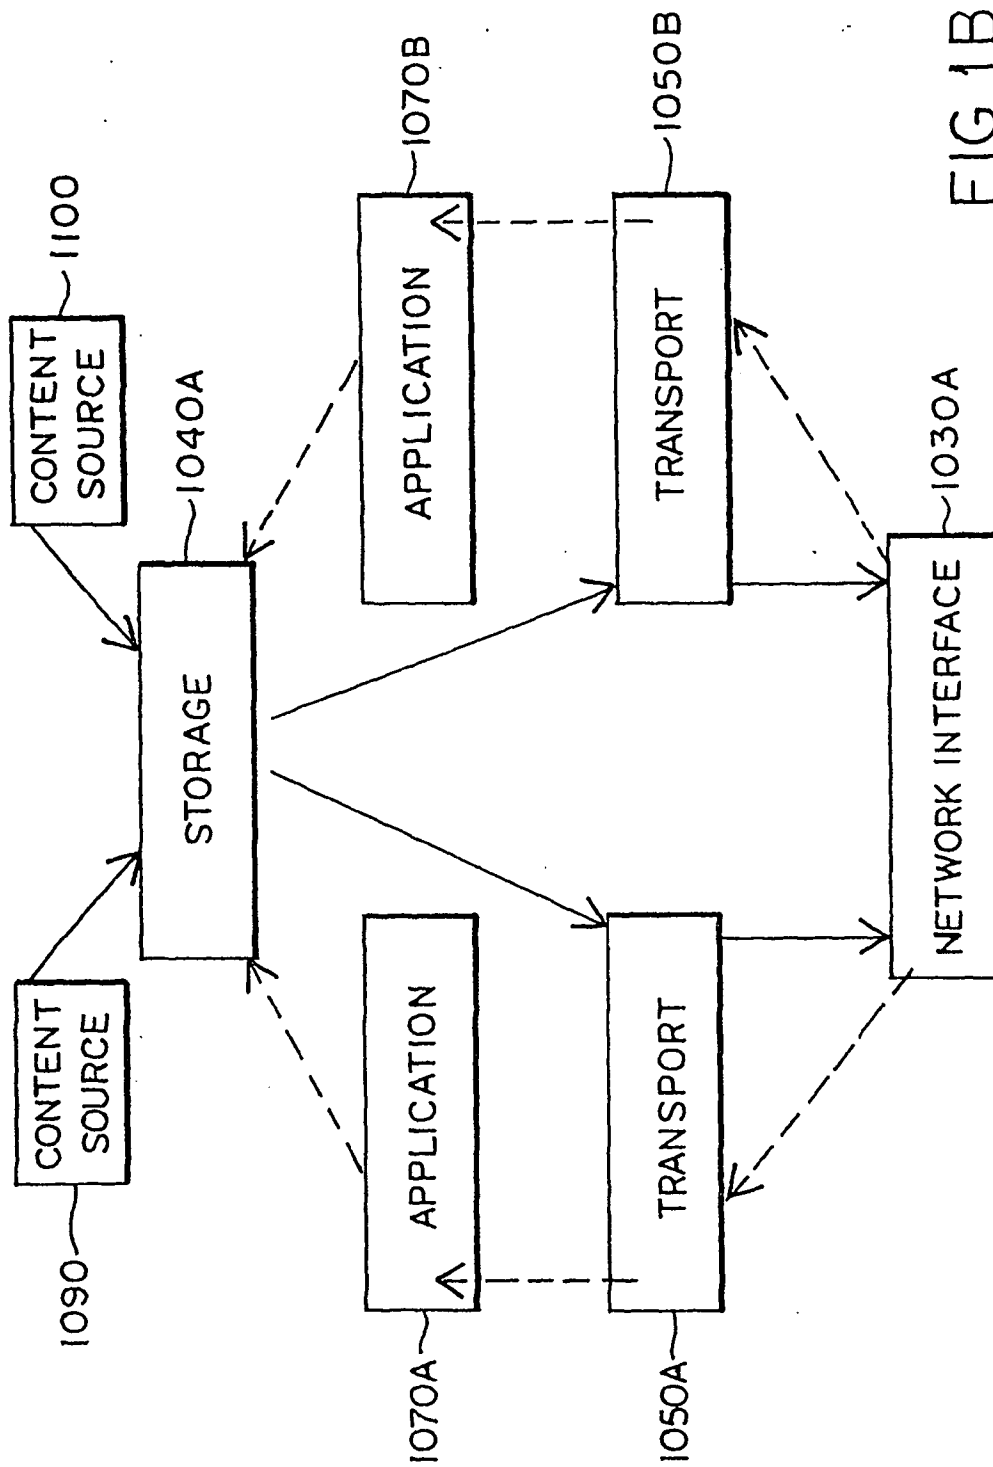 1090
CONTENT
SOURCE
CONTENT
SOURCE
1100
STORAGE
1040A
1070A
APPLICATION
APPLICATION
1070B
1050A
TRANSPORT
TRANSPORT
1050B
NETWORK INTERFACE
1030A
FIG 1B